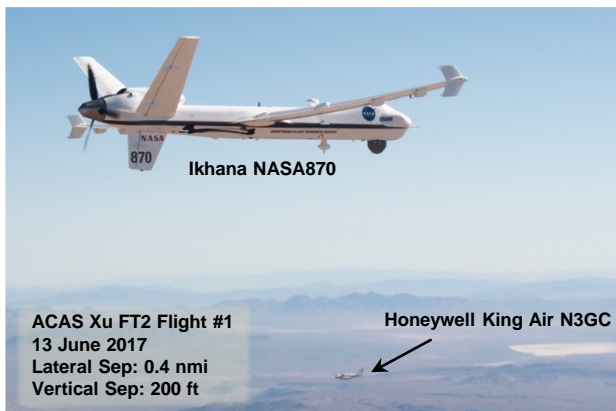 NASA
870
NASA
IKHANA
Ikhana NASA870
ACAS Xu FT2 Flight #1
13 June 2017
Lateral Sep: 0.4 nmi
Vertical Sep: 200 ft
Honeywell King Air N3GC